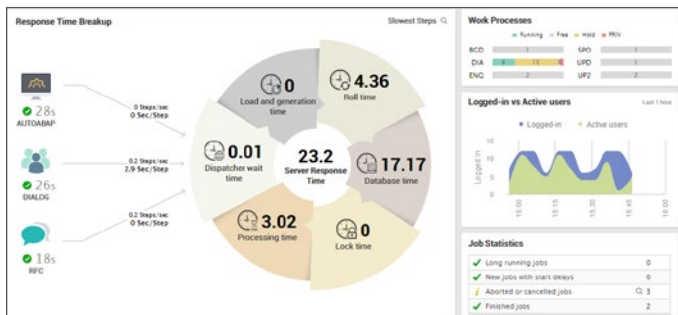 Response Time Breakup
Slowest Steps
28s
AUTOABAP
0 Steps/sec
0 Sec/Step
26s
DIALOG
0.2 Steps/sec
2.9 Sec/Step
18s
RFC
0.2 Steps/sec
0 Sec/Step
0
Load and generation
time
4.36
Roll time
0.01
Dispatcher wait
time
23.2
Server Response
Time
17.17
Database time
3.02
Processing time
0
Lock time
Work Processes
Running Free Hold PRIV
BGD 1 SPO 1
DIA 15 UPD 1
ENQ 2 UP2 2
Logged-in vs Active users
Last 1 hour
Logged-in Active users
Logged in
15:00 15:15 15:30 15:45 16:00
Job Statistics
Long running jobs 0
New jobs with start delays 0
Aborted or cancelled jobs 3
Finished jobs 2